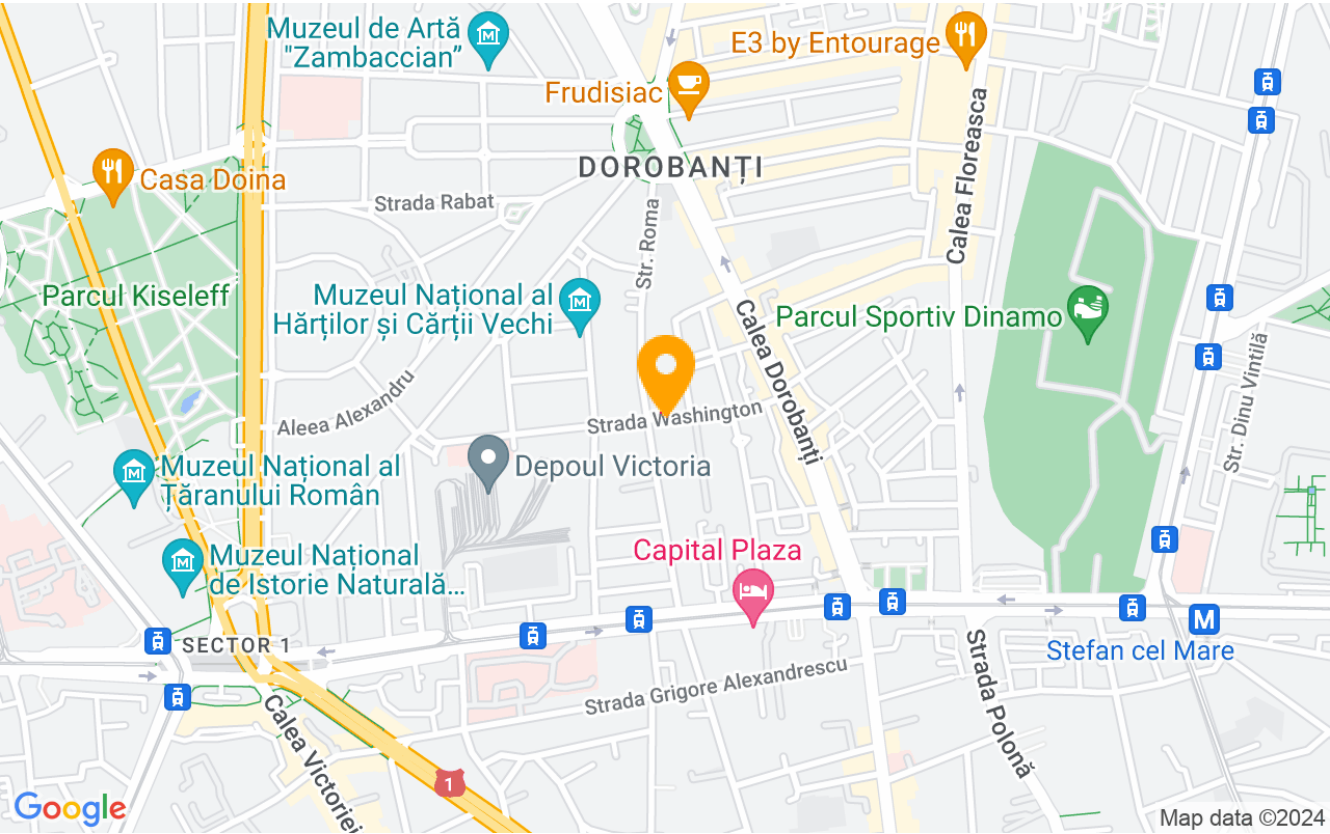 Muzeul de Artă
"Zambaccian”
E3 by Entourage
Frudisiac
DOROBANȚI
Casa Doina
Strada Rabat
Str. Roma
Calea Floreasca
Parcul Kiseleff
Muzeul Național al
Hărților și Cărții Vechi
Calea Dorobanți
Parcul Sportiv Dinamo
Str. Dinu Vintilă
Aleea Alexandru
Strada Washington
Muzeul Național al
Țăranului Român
Depoul Victoria
Muzeul Național
de Istorie Naturală...
Capital Plaza
SECTOR 1
M
Stefan cel Mare
Strada Grigore Alexandrescu
Strada Polonă
Calea Victoriei
1
Google
Map data ©2024